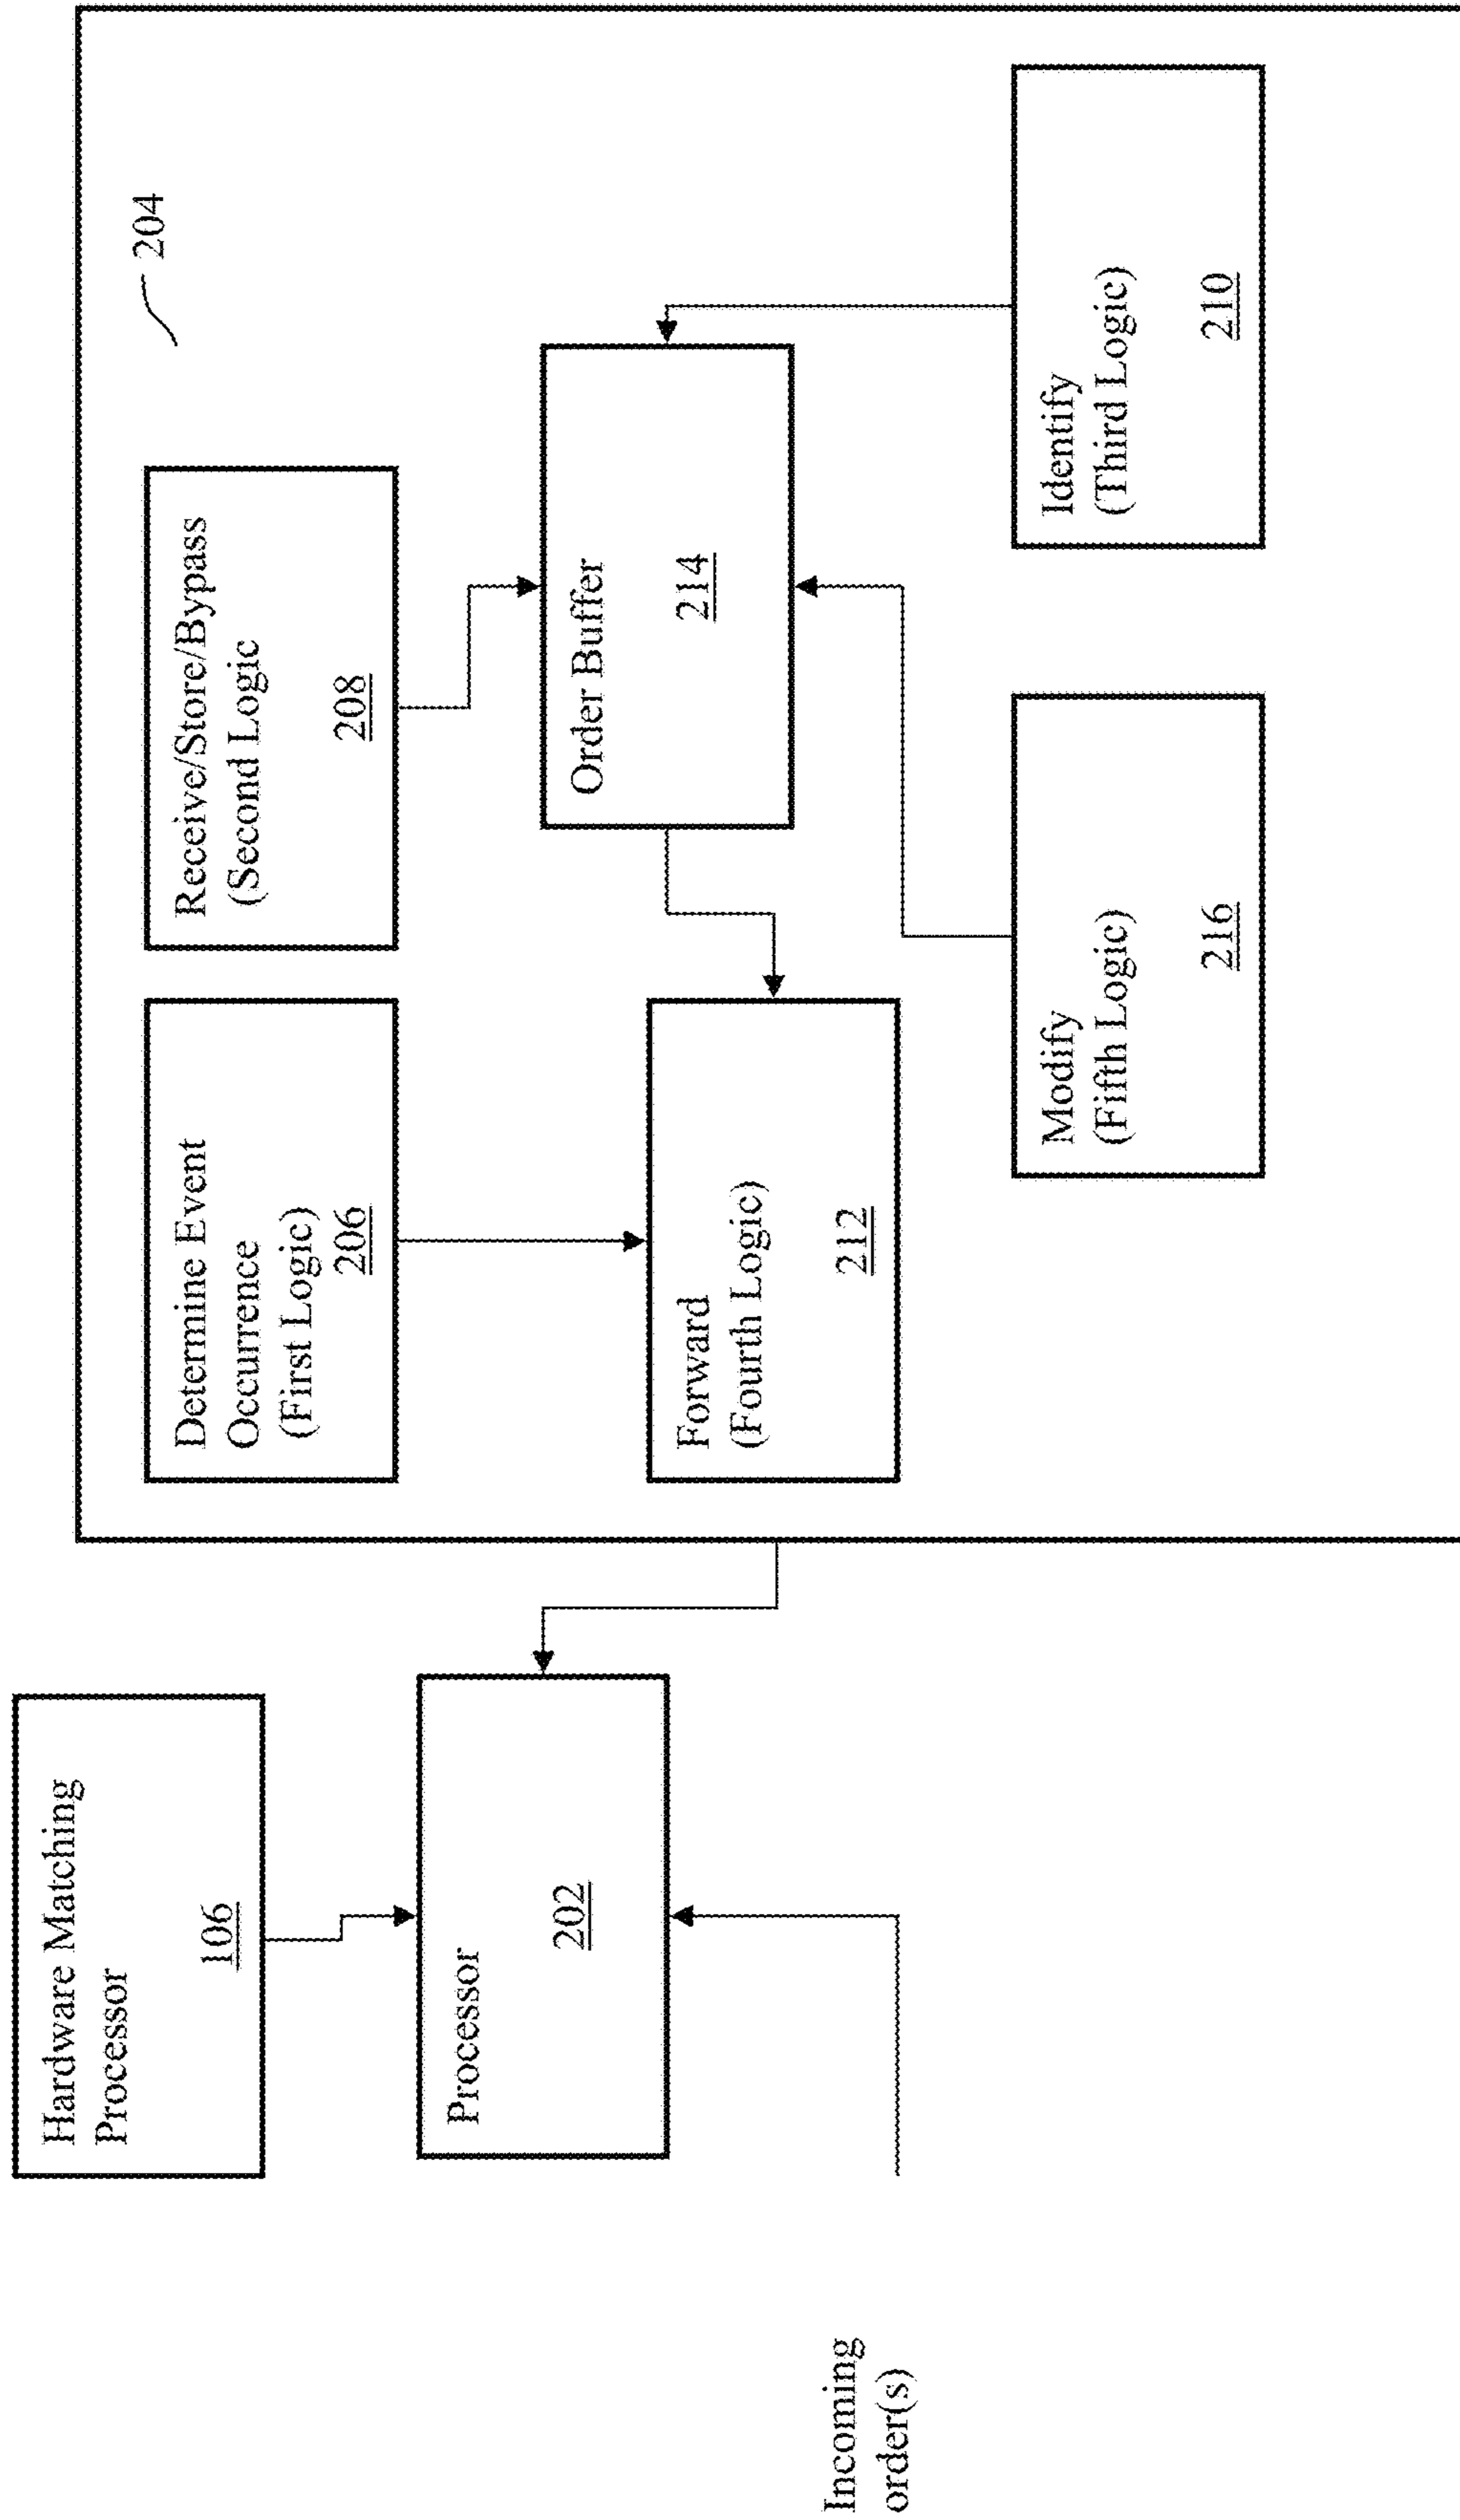 Hardware Matching
Processor
106
Processor
202
Incoming
order(s)
204
Determine Event
Occurrence
(First Logic)
206
Receive/Store/Bypass
(Second Logic
208
Forward
(Fourth Logic)
212
Order Buffer
214
Modify
(Fifth Logic)
216
Identify
(Third Logic)
210